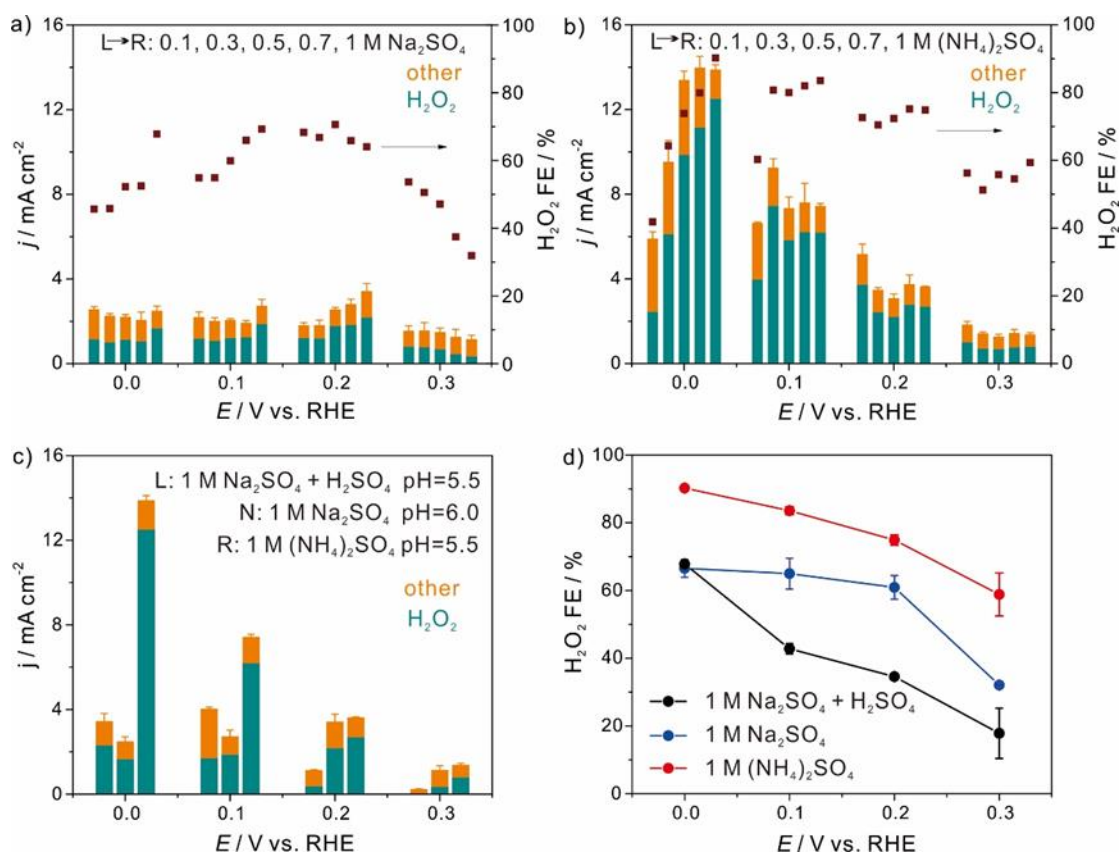 a)
L→R: 0.1, 0.3, 0.5, 0.7, 1 M Na₂SO₄
other
H₂O₂
16
12
8
4
0
j / mA cm⁻²
100
80
60
40
20
0
H₂O₂ FE / %
0.0 0.1 0.2 0.3
E / V vs. RHE
b)
L→R: 0.1, 0.3, 0.5, 0.7, 1 M (NH₄)₂SO₄
other
H₂O₂
16
12
8
4
0
j / mA cm⁻²
100
80
60
40
20
0
H₂O₂ FE / %
0.0 0.1 0.2 0.3
E / V vs. RHE
c)
L: 1 M Na₂SO₄ + H₂SO₄ pH=5.5
N: 1 M Na₂SO₄ pH=6.0
R: 1 M (NH₄)₂SO₄ pH=5.5
other
H₂O₂
16
12
8
4
0
j / mA cm⁻²
0.0 0.1 0.2 0.3
E / V vs. RHE
d)
100
80
60
40
20
0
H₂O₂ FE / %
1 M Na₂SO₄ + H₂SO₄
1 M Na₂SO₄
1 M (NH₄)₂SO₄
0.0 0.1 0.2 0.3
E / V vs. RHE